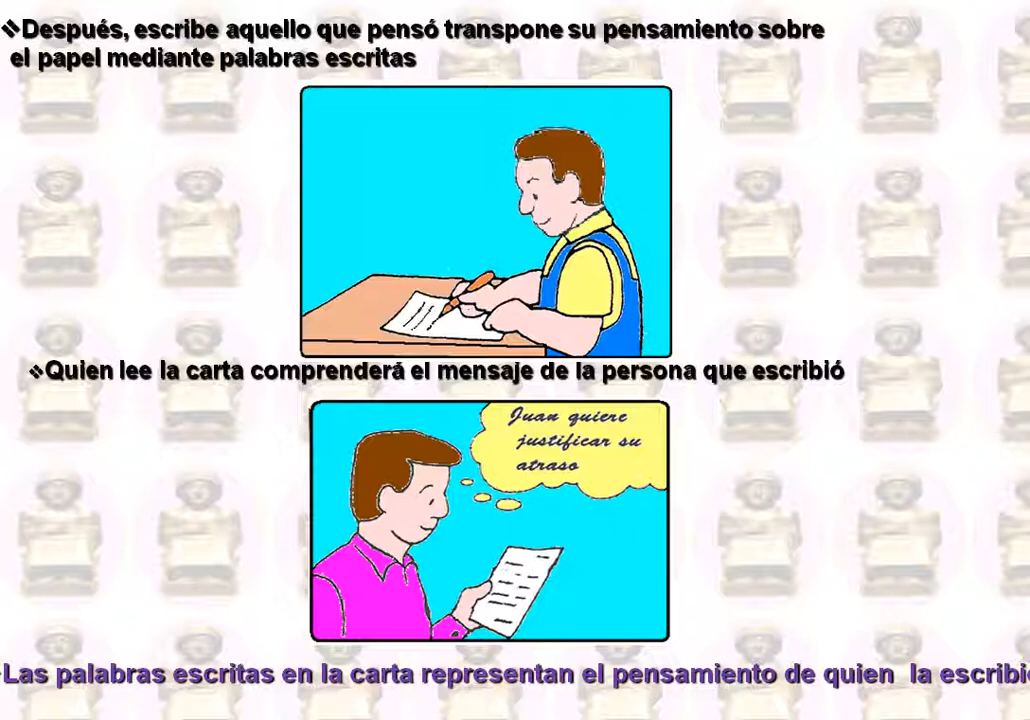 ❖Después, escribe aquello que pensó transpone su pensamiento sobre
el papel mediante palabras escritas
❖Quien lee la carta comprenderá el mensaje de la persona que escribió
Juan quiere
justificar su
atraso
Las palabras escritas en la carta representan el pensamiento de quien la escribi